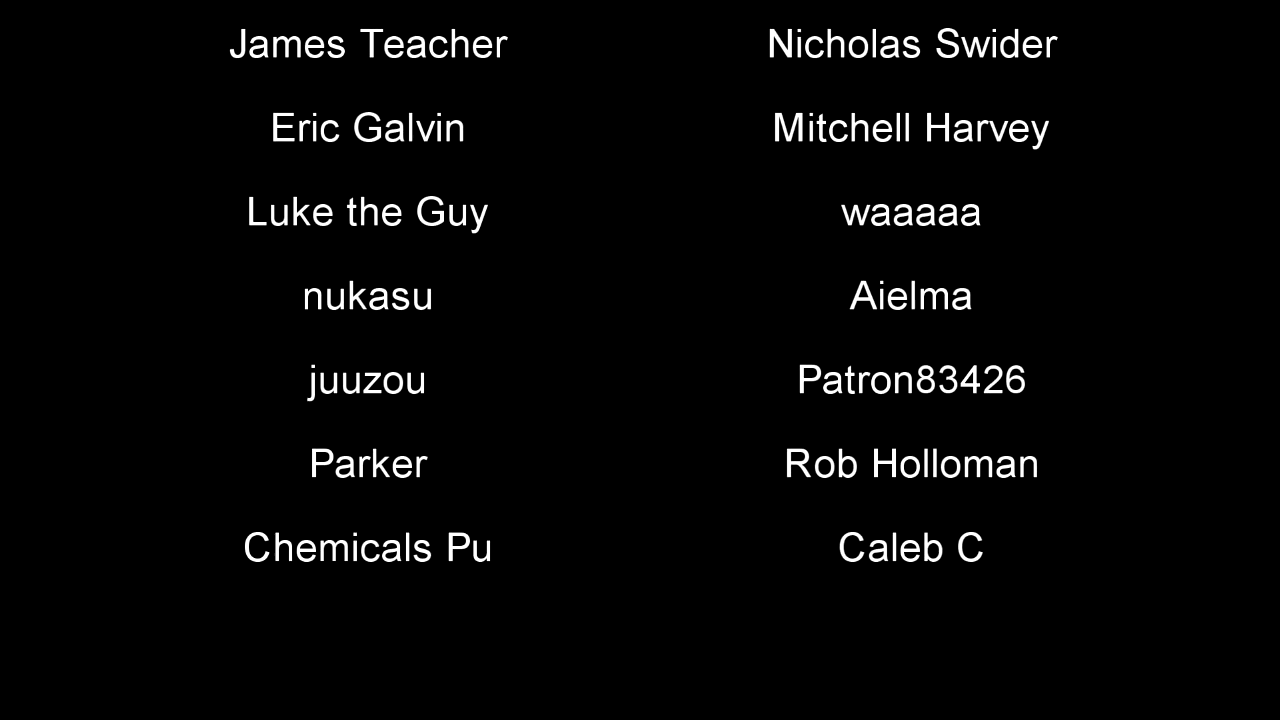 James Teacher
Nicholas Swider
Eric Galvin
Mitchell Harvey
Luke the Guy
waaaaa
nukasu
Aielma
juuzou
Patron83426
Parker
Rob Holloman
Chemicals Pu
Caleb C